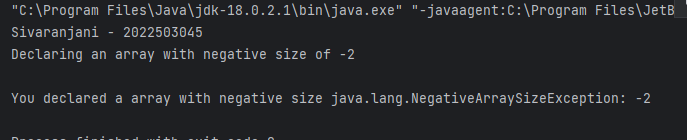 "C:\Program Files\Java\jdk-18.0.2.1\bin\java.exe" "-javaagent:C:\Program Files\JetB
Sivaranjani - 2022503045
Declaring an array with negative size of -2
You declared a array with negative size java.lang.NegativeArraySizeException: -2
Process finished with exit code 0